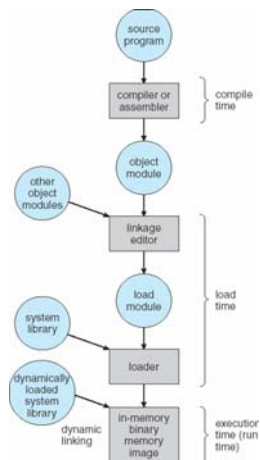 source
program
compiler or
assembler
compile
time
object
module
other
object
modules
linkage
editor
load
module
load
time
system
library
loader
dynamically
loaded
system
library
dynamic
linking
in-memory
binary
memory
image
execution
time (run
time)